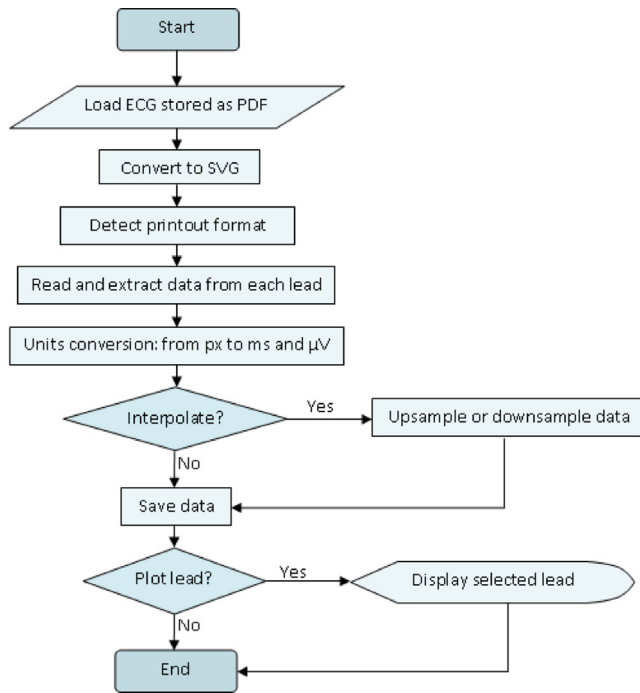 Start
Load ECG stored as PDF
Convert to SVG
Detect printout format
Read and extract data from each lead
Units conversion: from px to ms and µV
Interpolate?
Yes
Upsample or downsample data
No
Save data
Plot lead?
Yes
Display selected lead
No
End